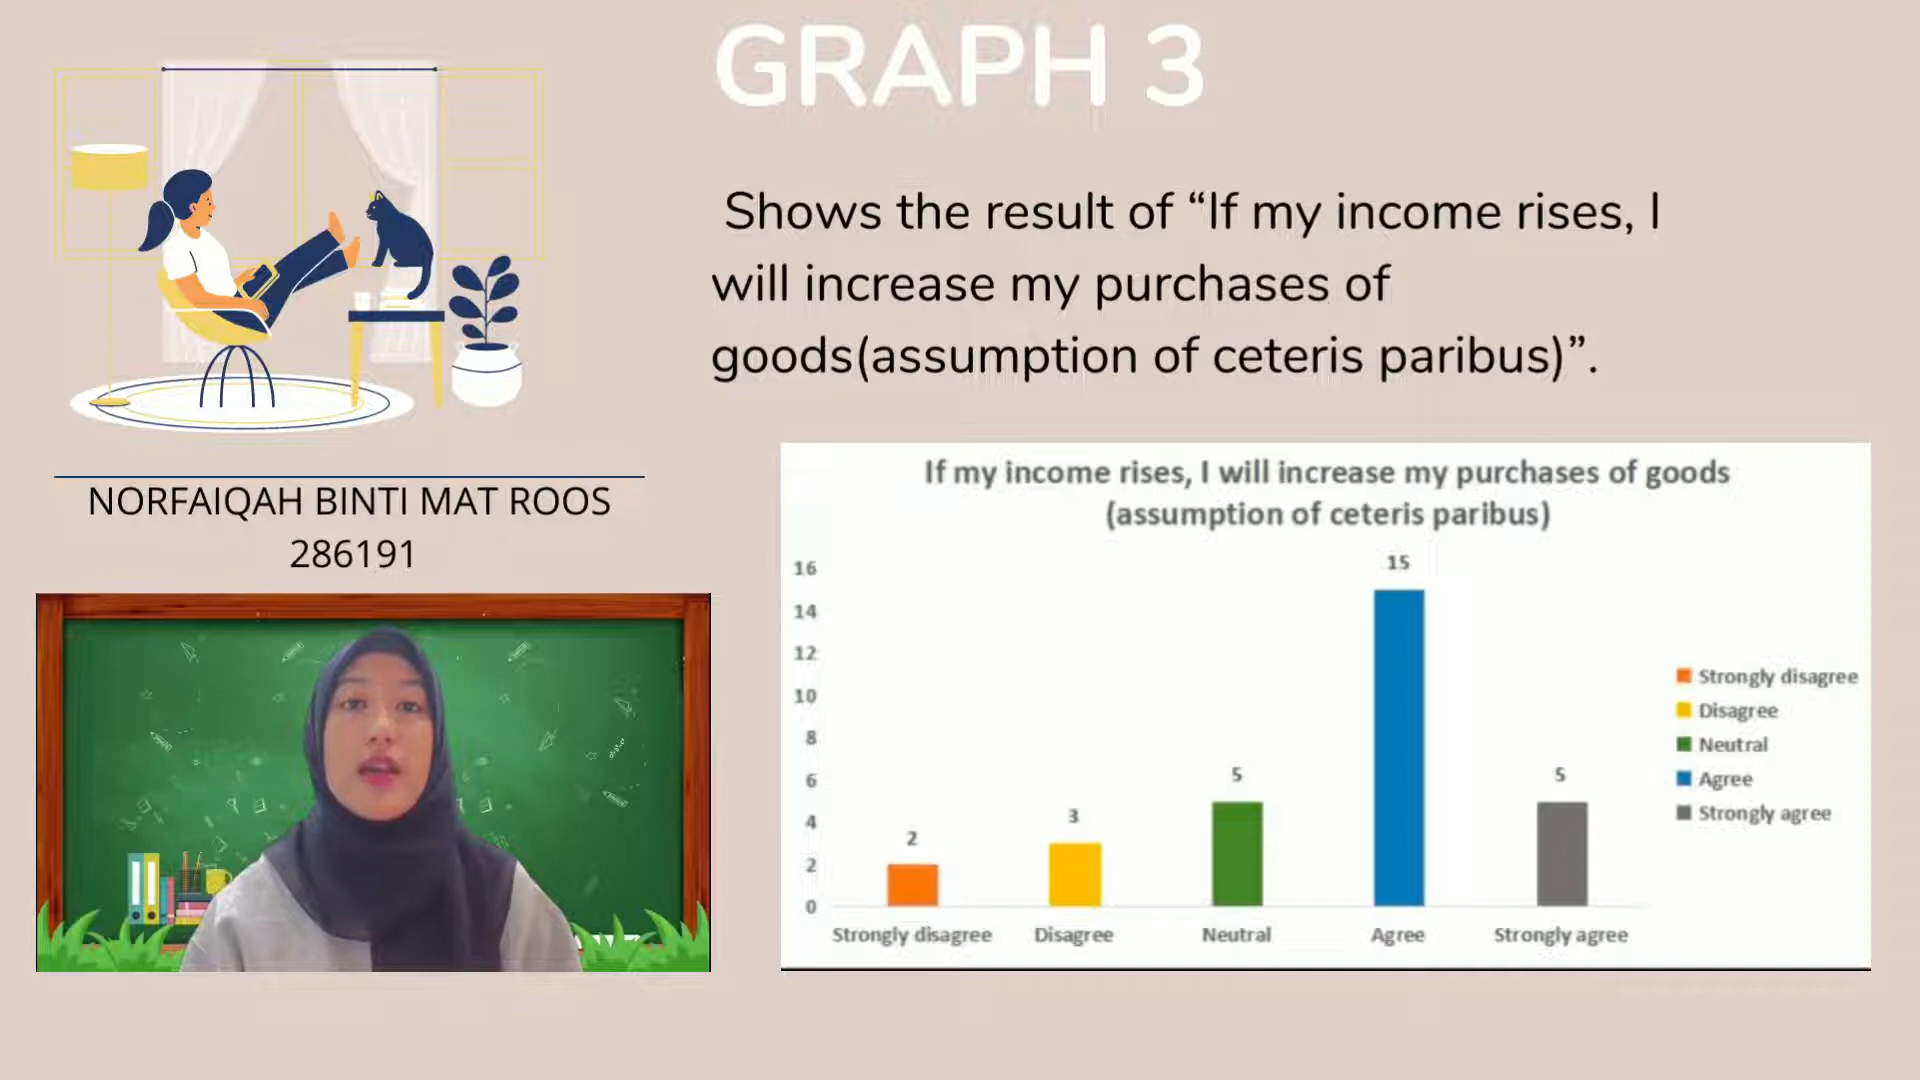 GRAPH 3
Shows the result of “If my income rises, I
will increase my purchases of
goods(assumption of ceteris paribus)”.
NORFAIQAH BINTI MAT ROOS
286191
If my income rises, I will increase my purchases of goods
(assumption of ceteris paribus)
16
14
12
10
8
6
4
2
0
2
3
5
15
5
Strongly disagree
Disagree
Neutral
Agree
Strongly agree
Strongly disagree
Disagree
Neutral
Agree
Strongly agree